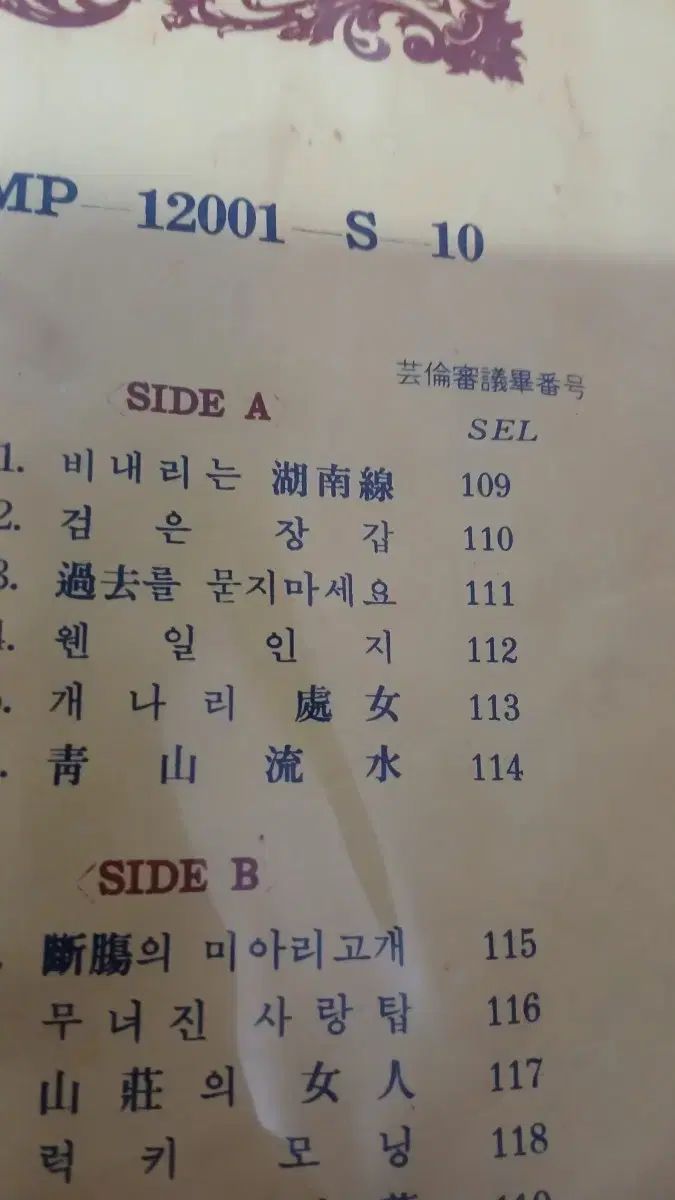 MP—12001—S—10
芸倫審議畢番号
SIDE A
SEL
1. 비내리는 湖南線 109
2. 검은 장갑 110
3. 過去를 묻지마세요 111
4. 웬일인지 112
. 개나리 處女 113
. 靑山流水 114
<SIDE B
. 斷腸의 미아리고개 115
무너진 사랑탑 116
山莊의 女人 117
럭키 모닝 118